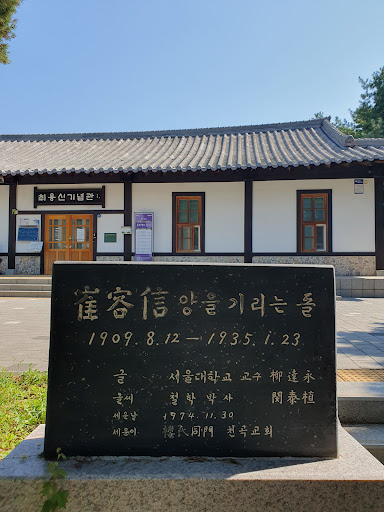 최용신기념관
崔容信 양을 기리는 돌
1909.8.12 — 1935.1.23
글 서울대학교 교수 柳達永
글씨 철학박사 閔泰植
세운날 1974.11.30
세운이 樓氏同門 천곡교회